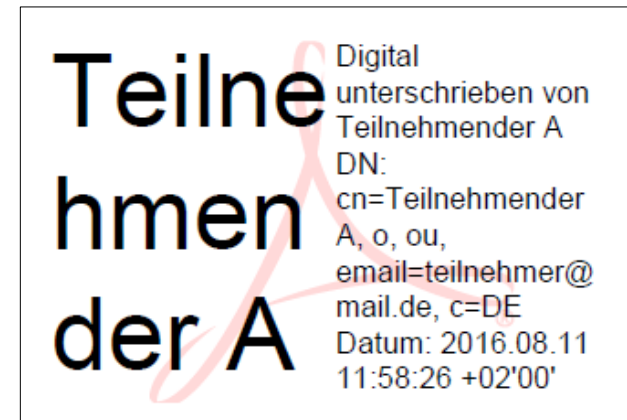 Teilne
hmen
der A
Digital
unterschrieben von
Teilnehmender A
DN:
cn=Teilnehmender
A, o, ou,
email=teilnehmer@
mail.de, c=DE
Datum: 2016.08.11
11:58:26 +02'00'